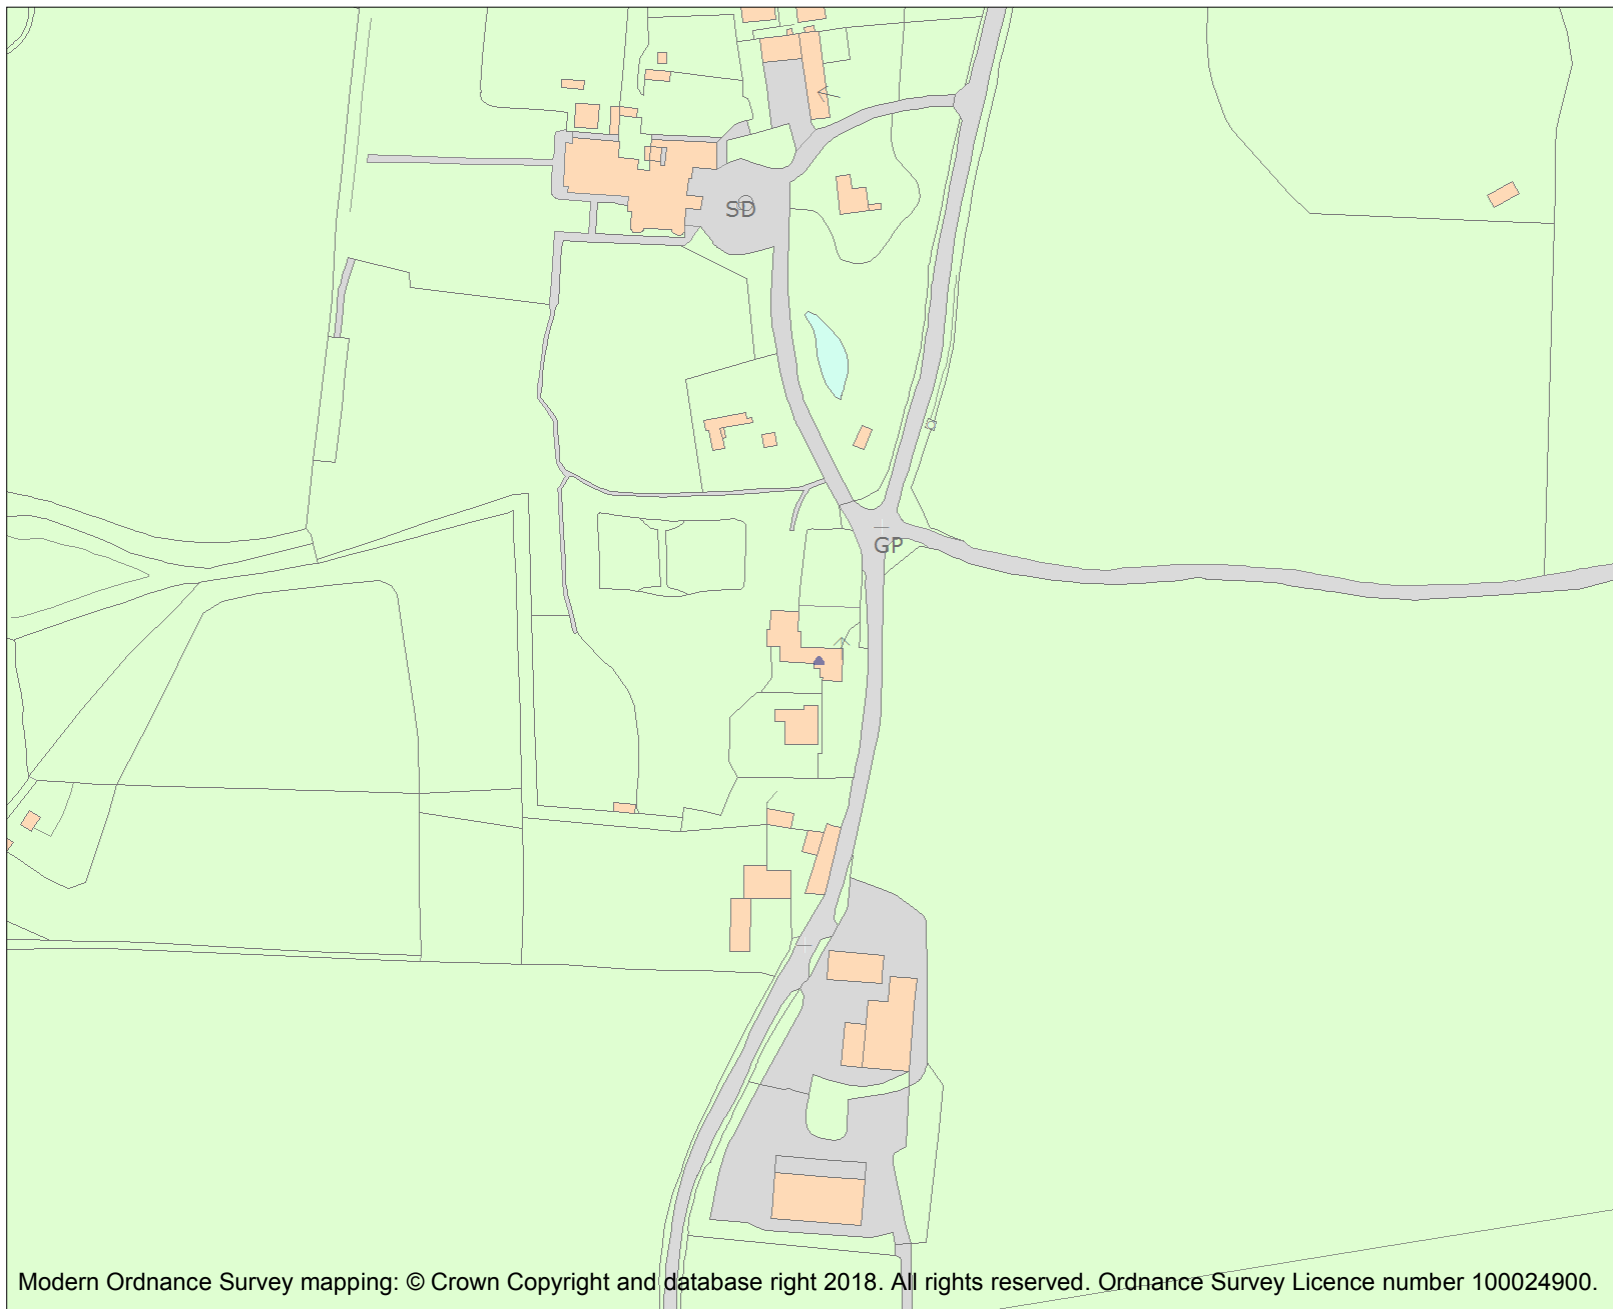 SD
GP
Modern Ordnance Survey mapping: © Crown Copyright and database right 2018. All rights reserved. Ordnance Survey Licence number 100024900.